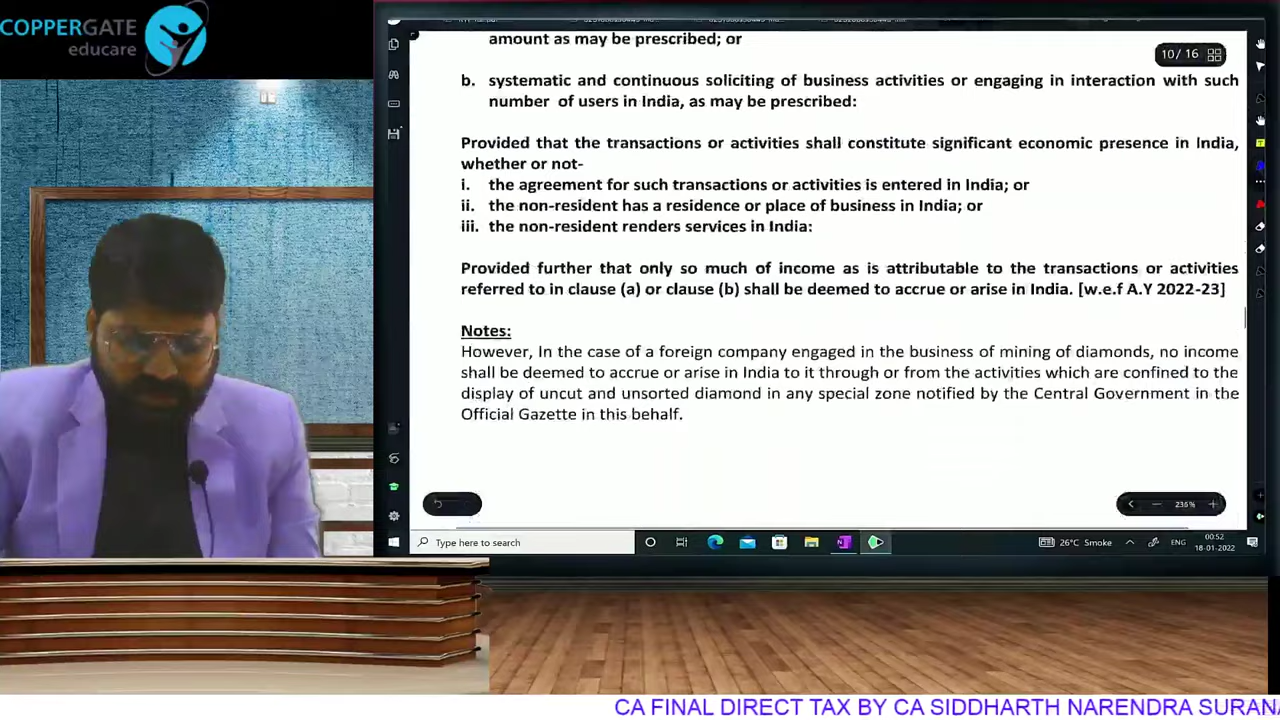 COPPERGATE
educare
amount as may be prescribed; or
10 / 16
b. systematic and continuous soliciting of business activities or engaging in interaction with such
number of users in India, as may be prescribed:
Provided that the transactions or activities shall constitute significant economic presence in India,
whether or not-
i. the agreement for such transactions or activities is entered in India; or
ii. the non-resident has a residence or place of business in India; or
iii. the non-resident renders services in India:
Provided further that only so much of income as is attributable to the transactions or activities
referred to in clause (a) or clause (b) shall be deemed to accrue or arise in India. [w.e.f A.Y 2022-23]
Notes:
However, In the case of a foreign company engaged in the business of mining of diamonds, no income
shall be deemed to accrue or arise in India to it through or from the activities which are confined to the
display of uncut and unsorted diamond in any special zone notified by the Central Government in the
Official Gazette in this behalf.
236%
Type here to search
26°C Smoke
ENG
00:52
18-01-2022
CA FINAL DIRECT TAX BY CA SIDDHARTH NARENDRA SURANA